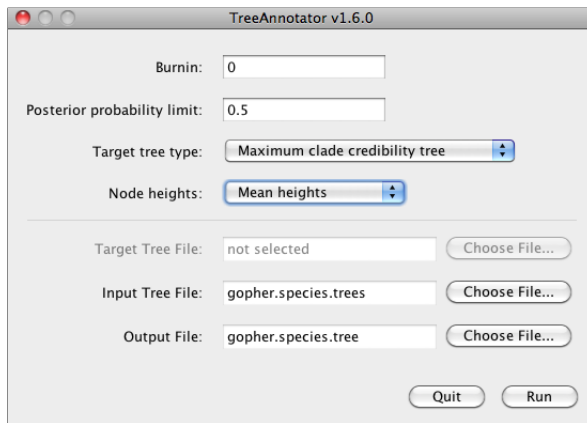 TreeAnnotator v1.6.0
Burnin: 0
Posterior probability limit: 0.5
Target tree type: Maximum clade credibility tree
Node heights: Mean heights
Target Tree File: not selected Choose File...
Input Tree File: gopher.species.trees Choose File...
Output File: gopher.species.tree Choose File...
Quit Run